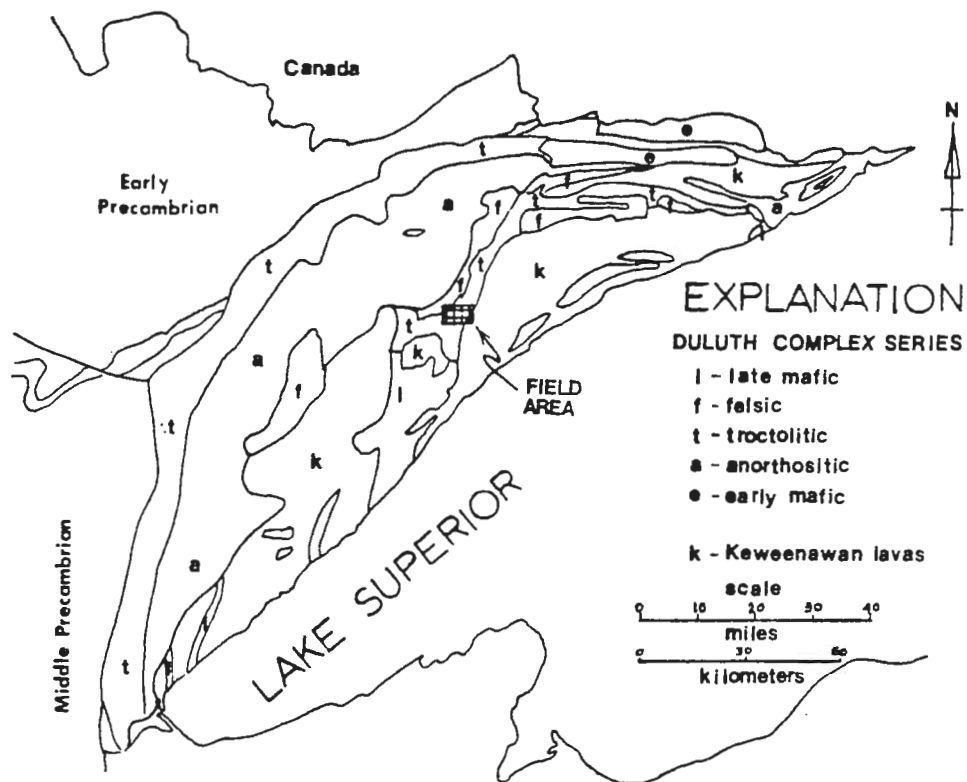 Canada
N
e
t
e
k
Early
Precambrian
f
a
f
t
t
f
a
f
t
t
k
f
EXPLANATION
DULUTH COMPLEX SERIES
t
k
a
l
FIELD
AREA
l - late mafic
f - felsic
t - troctolitic
a - anorthositic
e - early mafic
f
t
k
k - Keweenawan lavas
LAKE SUPERIOR
Middle Precambrian
a
t
scale
0 10 20 30 40
miles
0 30 60
kilometers